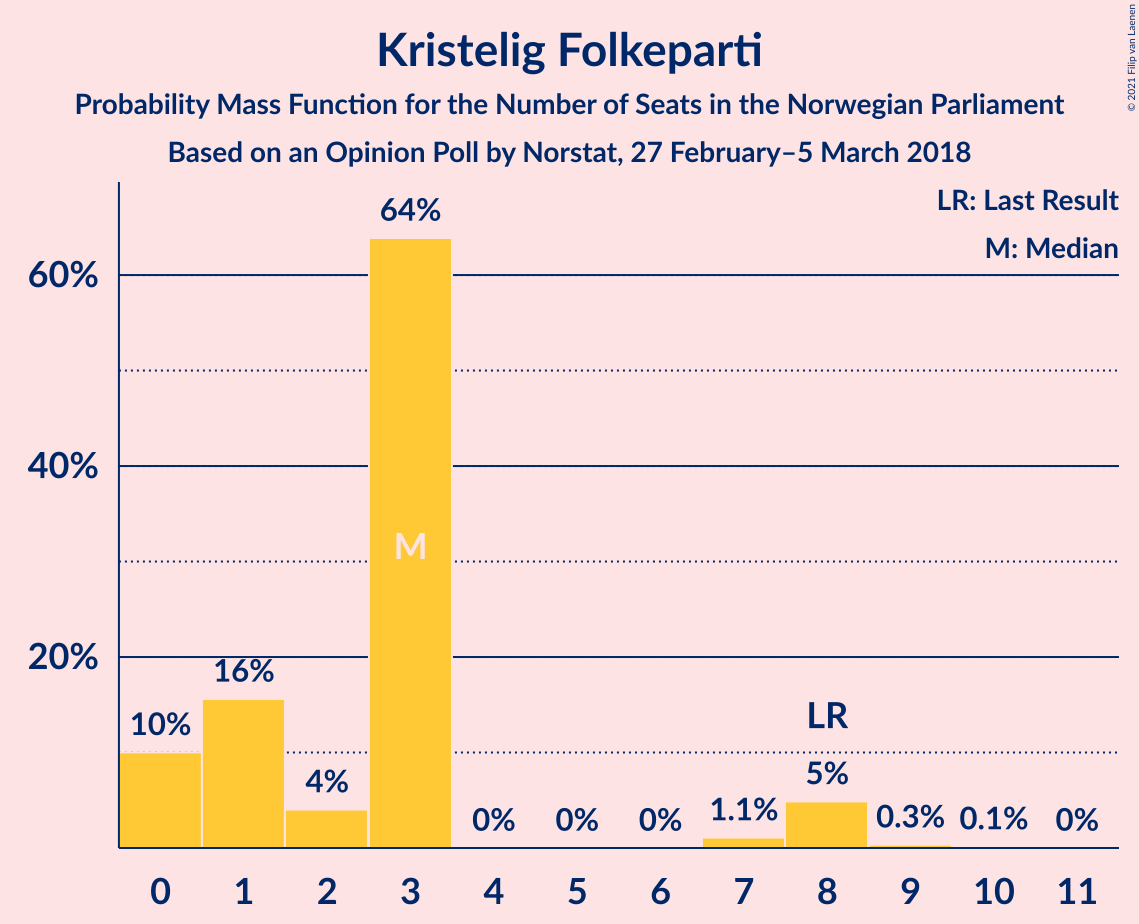 Kristelig Folkeparti
Probability Mass Function for the Number of Seats in the Norwegian Parliament
Based on an Opinion Poll by Norstat, 27 February–5 March 2018
© 2021 Filip van Laenen
LR: Last Result
M: Median
64%
60%
40%
M
20%
16%
10%
LR
4%
5%
0%
0%
0%
1.1%
0.3%
0.1%
0%
0 1 2 3 4 5 6 7 8 9 10 11